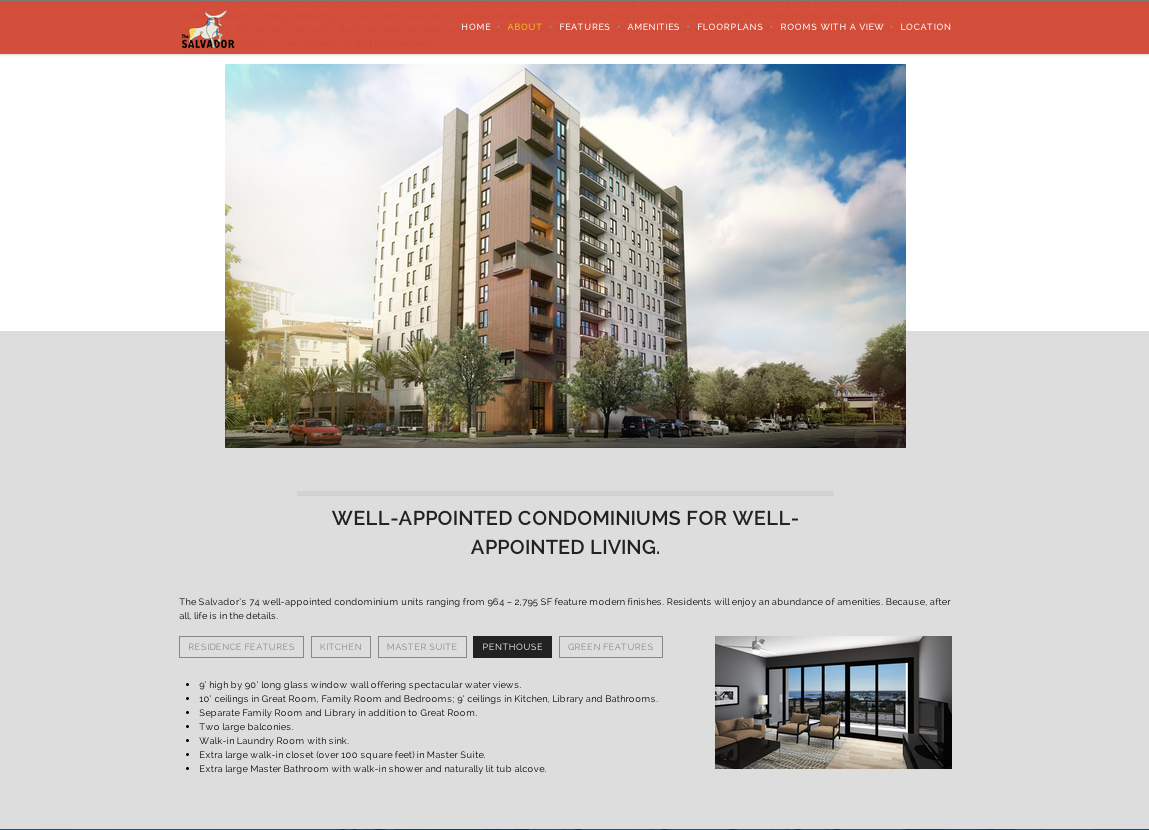 The
SALVADOR
HOME · ABOUT · FEATURES · AMENITIES · FLOORPLANS · ROOMS WITH A VIEW · LOCATION
WELL-APPOINTED CONDOMINIUMS FOR WELL-
APPOINTED LIVING.
The Salvador's 74 well-appointed condominium units ranging from 964 – 2,795 SF feature modern finishes. Residents will enjoy an abundance of amenities. Because, after
all, life is in the details.
RESIDENCE FEATURES KITCHEN MASTER SUITE PENTHOUSE GREEN FEATURES
• 9' high by 90' long glass window wall offering spectacular water views.
• 10' ceilings in Great Room, Family Room and Bedrooms; 9' ceilings in Kitchen, Library and Bathrooms.
• Separate Family Room and Library in addition to Great Room.
• Two large balconies.
• Walk-in Laundry Room with sink.
• Extra large walk-in closet (over 100 square feet) in Master Suite.
• Extra large Master Bathroom with walk-in shower and naturally lit tub alcove.